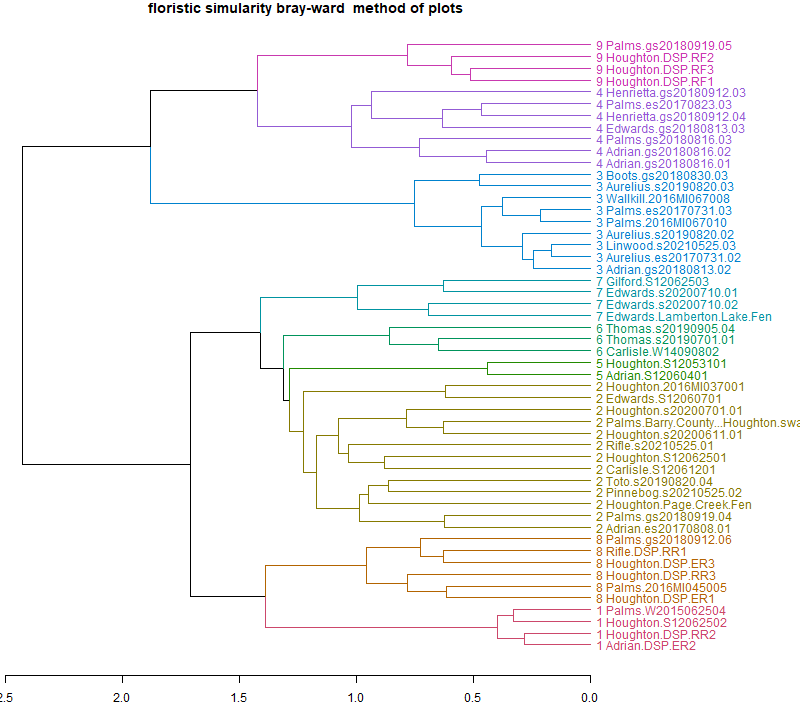 floristic simularity bray-ward method of plots
9 Palms.gs20180919.05
9 Houghton.DSP.RF2
9 Houghton.DSP.RF3
9 Houghton.DSP.RF1
4 Henrietta.gs20180912.03
4 Palms.es20170823.03
4 Henrietta.gs20180912.04
4 Edwards.gs20180813.03
4 Palms.gs20180816.03
4 Adrian.gs20180816.02
4 Adrian.gs20180816.01
3 Boots.gs20180830.03
3 Aurelius.s20190820.03
3 Wallkill.2016MI067008
3 Palms.es20170731.03
3 Palms.2016MI067010
3 Aurelius.s20190820.02
3 Linwood.s20210525.03
3 Aurelius.es20170731.02
3 Adrian.gs20180813.02
7 Gilford.S12062503
7 Edwards.s20200710.01
7 Edwards.s20200710.02
7 Edwards.Lamberton.Lake.Fen
6 Thomas.s20190905.04
6 Thomas.s20190701.01
6 Carlisle.W14090802
5 Houghton.S12053101
5 Adrian.S12060401
2 Houghton.2016MI037001
2 Edwards.S12060701
2 Houghton.s20200701.01
2 Palms.Barry.County...Houghton.swa
2 Houghton.s20200611.01
2 Rifle.s20210525.01
2 Houghton.S12062501
2 Carlisle.S12061201
2 Toto.s20190820.04
2 Pinnebog.s20210525.02
2 Houghton.Page.Creek.Fen
2 Palms.gs20180919.04
2 Adrian.es20170808.01
8 Palms.gs20180912.06
8 Rifle.DSP.RR1
8 Houghton.DSP.ER3
8 Houghton.DSP.RR3
8 Palms.2016MI045005
8 Houghton.DSP.ER1
1 Palms.W2015062504
1 Houghton.S12062502
1 Houghton.DSP.RR2
1 Adrian.DSP.ER2
2.5 2.0 1.5 1.0 0.5 0.0